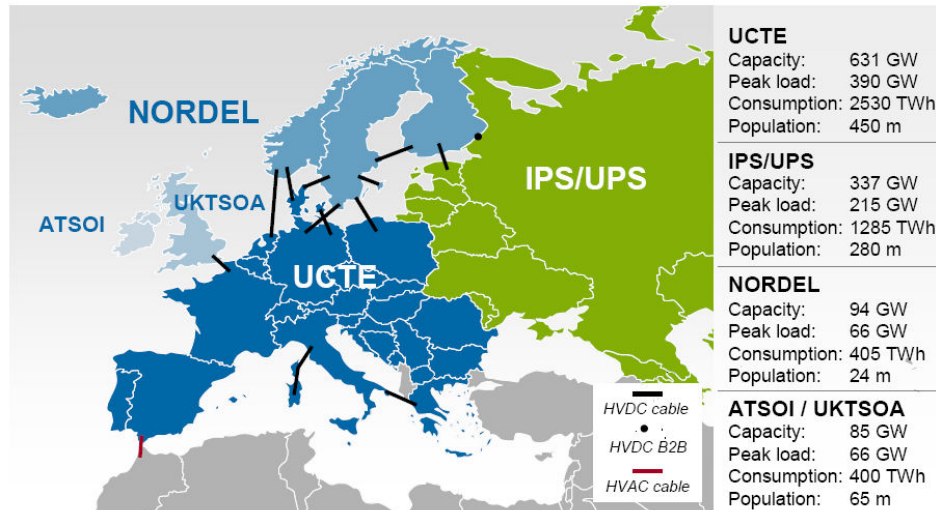 NORDEL
IPS/UPS
UKTSOA
ATSOI
UCTE
HVDC cable
HVDC B2B
HVAC cable
UCTE
Capacity: 631 GW
Peak load: 390 GW
Consumption: 2530 TWh
Population: 450 m
IPS/UPS
Capacity: 337 GW
Peak load: 215 GW
Consumption: 1285 TWh
Population: 280 m
NORDEL
Capacity: 94 GW
Peak load: 66 GW
Consumption: 405 TWh
Population: 24 m
ATSOI / UKTSOA
Capacity: 85 GW
Peak load: 66 GW
Consumption: 400 TWh
Population: 65 m